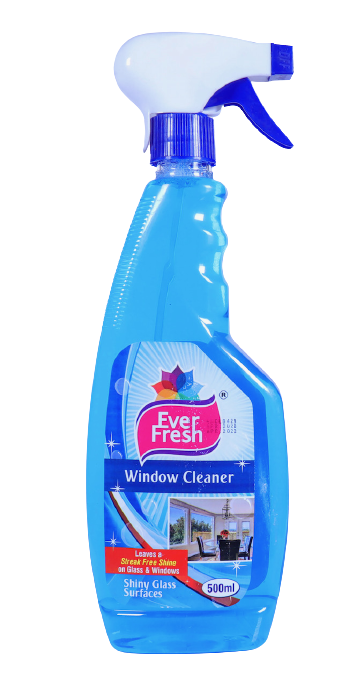 Ever
Fresh
®
Window Cleaner
Leaves a
Streak Free Shine
on Glass & Windows
Shiny Glass
Surfaces
500ml